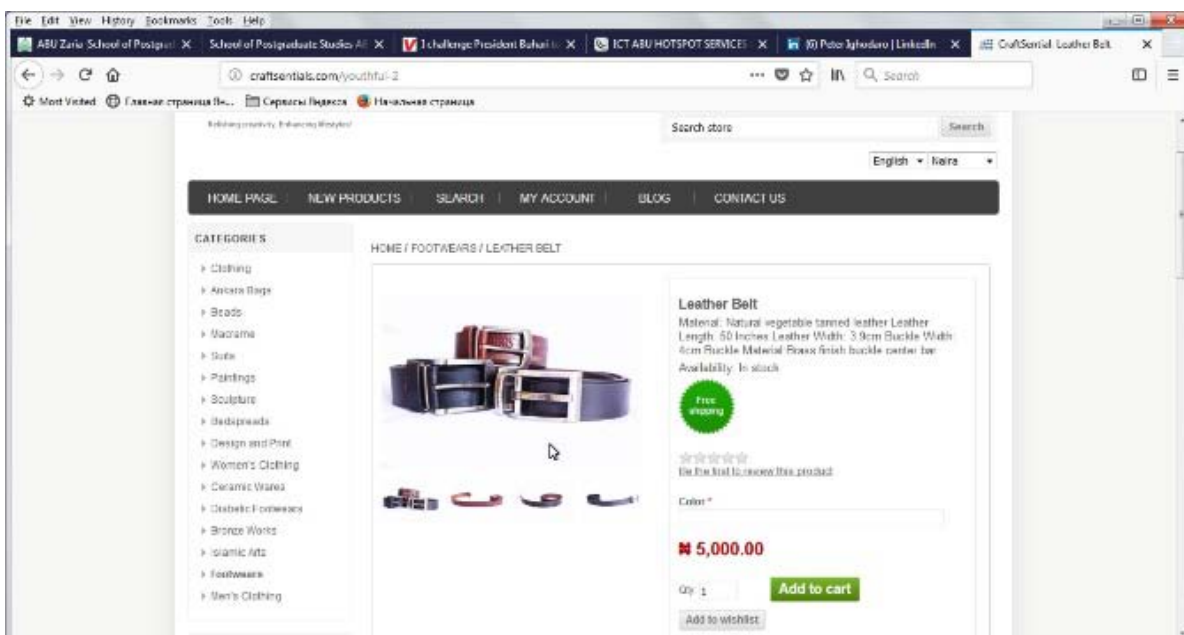 File Edit View History Bookmarks Tools Help
ABU Zaria School of Postgrad X School of Postgraduate Studies AB X I challenge President Buhari to X ICT ABU HOTSPOT SERVICES X (6) Peter Ighodaro | LinkedIn X CraftSential. Leather Belt X
craftsentials.com/youthful-2 Search
Most Visited Главная страница Ян... Сервисы Яндекса Начальная страница
Search store Search
English Naira
HOME PAGE NEW PRODUCTS SEARCH MY ACCOUNT BLOG CONTACT US
CATEGORIES
HOME / FOOTWEARS / LEATHER BELT
Clothing
Ankara Bags
Beads
Macrame
Suits
Paintings
Sculpture
Bedspreads
Design and Print
Women's Clothing
Ceramic Wares
Diabetic Footwears
Bronze Works
Islamic Arts
Footwears
Men's Clothing
Leather Belt
Material: Natural vegetable tanned leather Leather
Length: 50 Inches Leather Width: 3.9cm Buckle Width:
4cm Buckle Material Brass finish buckle center bar
Availability: In stock
Free
shipping
Be the first to review this product
Color *
₦ 5,000.00
Qty: 1 Add to cart
Add to wishlist